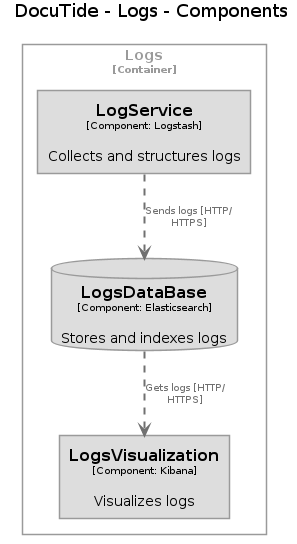 DocuTide - Logs - Components
Logs
[Container]
LogService
[Component: Logstash]
Collects and structures logs
Sends logs [HTTP/
HTTPS]
LogsDataBase
[Component: Elasticsearch]
Stores and indexes logs
Gets logs [HTTP/
HTTPS]
LogsVisualization
[Component: Kibana]
Visualizes logs